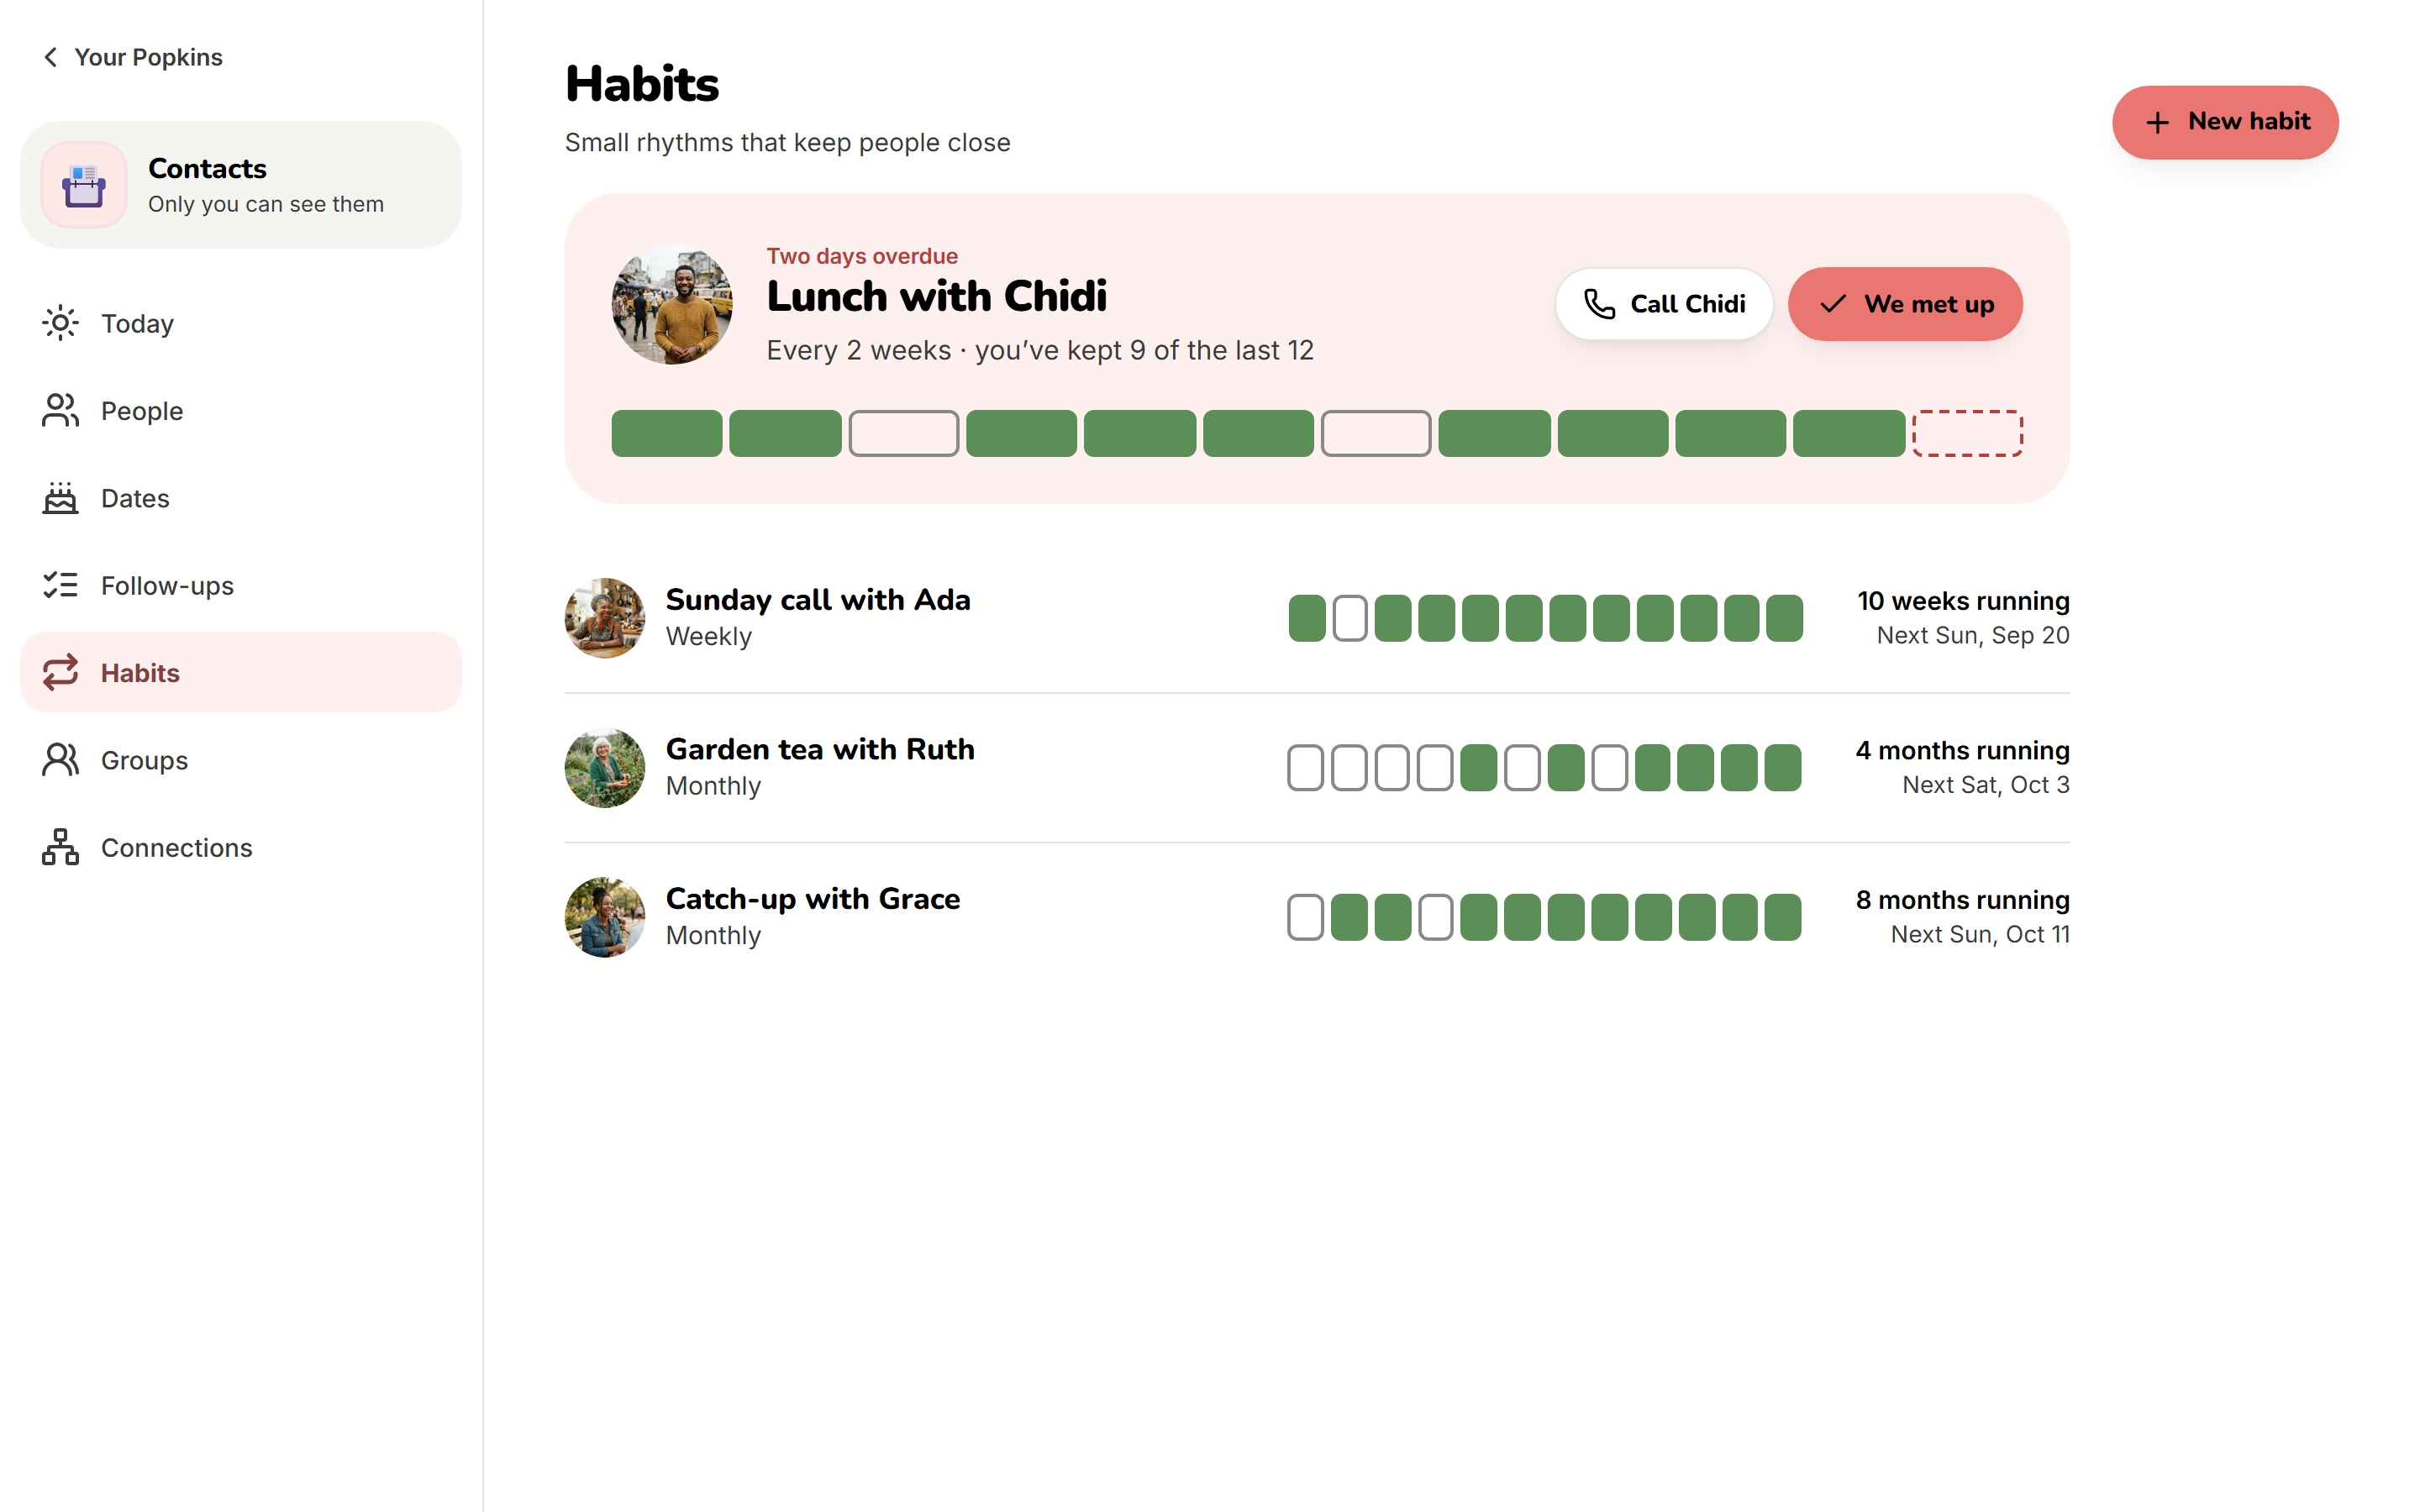 Your Popkins
Contacts
Only you can see them
Today
People
Dates
Follow-ups
Habits
Groups
Connections
Habits
Small rhythms that keep people close
New habit
Two days overdue
Lunch with Chidi
Every 2 weeks · you’ve kept 9 of the last 12
Call Chidi
We met up
Sunday call with Ada
Weekly
10 weeks running
Next Sun, Sep 20
Garden tea with Ruth
Monthly
4 months running
Next Sat, Oct 3
Catch-up with Grace
Monthly
8 months running
Next Sun, Oct 11